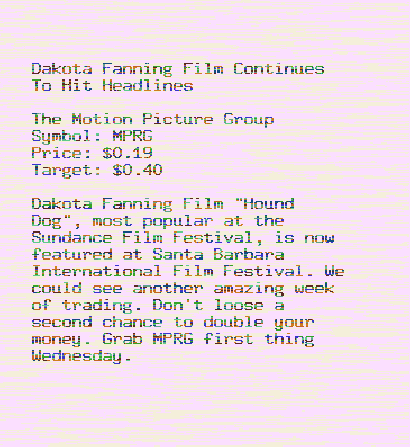 Dakota Fanning Film Continues
To Hit Headlines
The Motion Picture Group
Symbol: MPRG
Price: $0.19
Target: $0.40
Dakota Fanning Film "Hound
Dog", most popular at the
Sundance Film Festival, is now
featured at Santa Barbara
International Film Festival. We
could see another amazing week
of trading. Don't loose a
second chance to double your
money. Grab MPRG first thing
Wednesday.